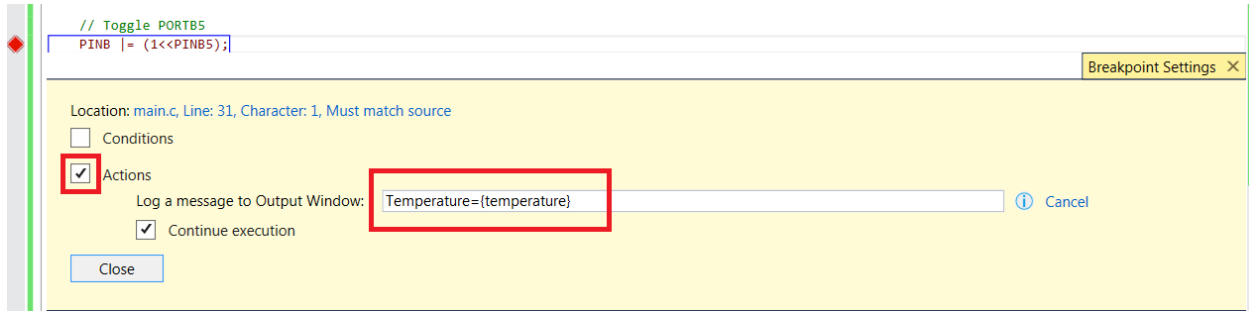 // Toggle PORTB5
PINB |= (1<<PINB5);
Breakpoint Settings
Location: main.c, Line: 31, Character: 1, Must match source
Conditions
Actions
Log a message to Output Window: Temperature={temperature} Cancel
Continue execution
Close